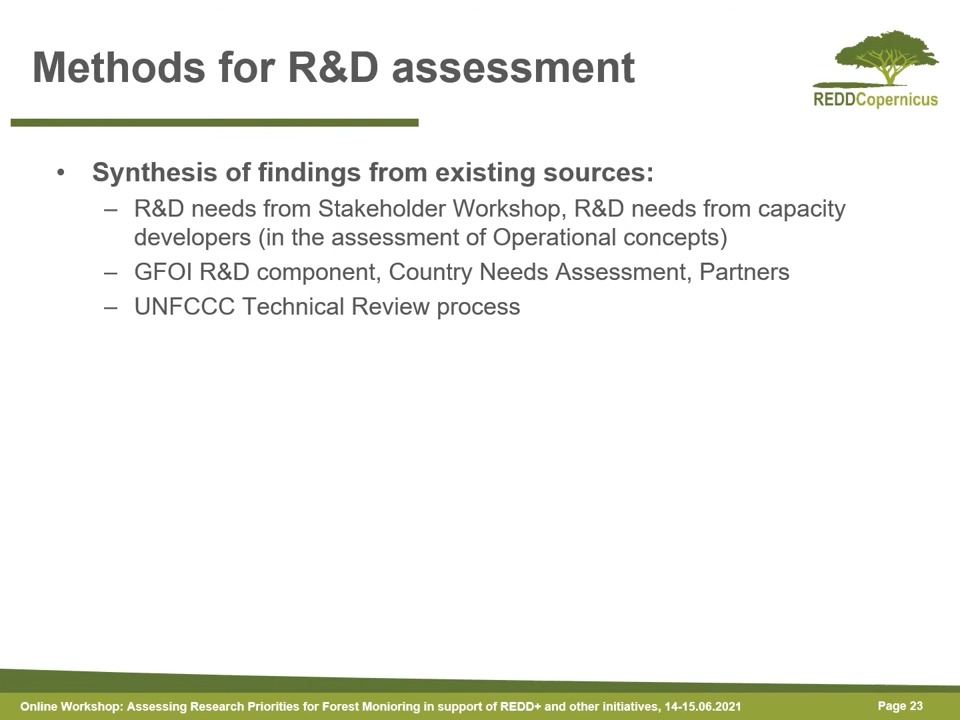 Methods for R&D assessment
REDDCopernicus
• Synthesis of findings from existing sources:
– R&D needs from Stakeholder Workshop, R&D needs from capacity
developers (in the assessment of Operational concepts)
– GFOI R&D component, Country Needs Assessment, Partners
– UNFCCC Technical Review process
Online Workshop: Assessing Research Priorities for Forest Monioring in support of REDD+ and other initiatives, 14-15.06.2021
Page 23